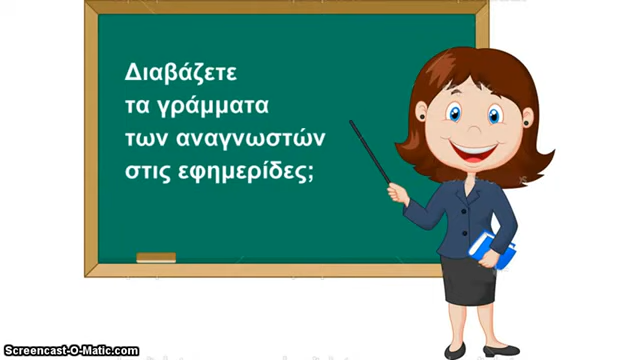 Διαβάζετε
τα γράμματα
των αναγνωστών
στις εφημερίδες;
Screencast-O-Matic.com